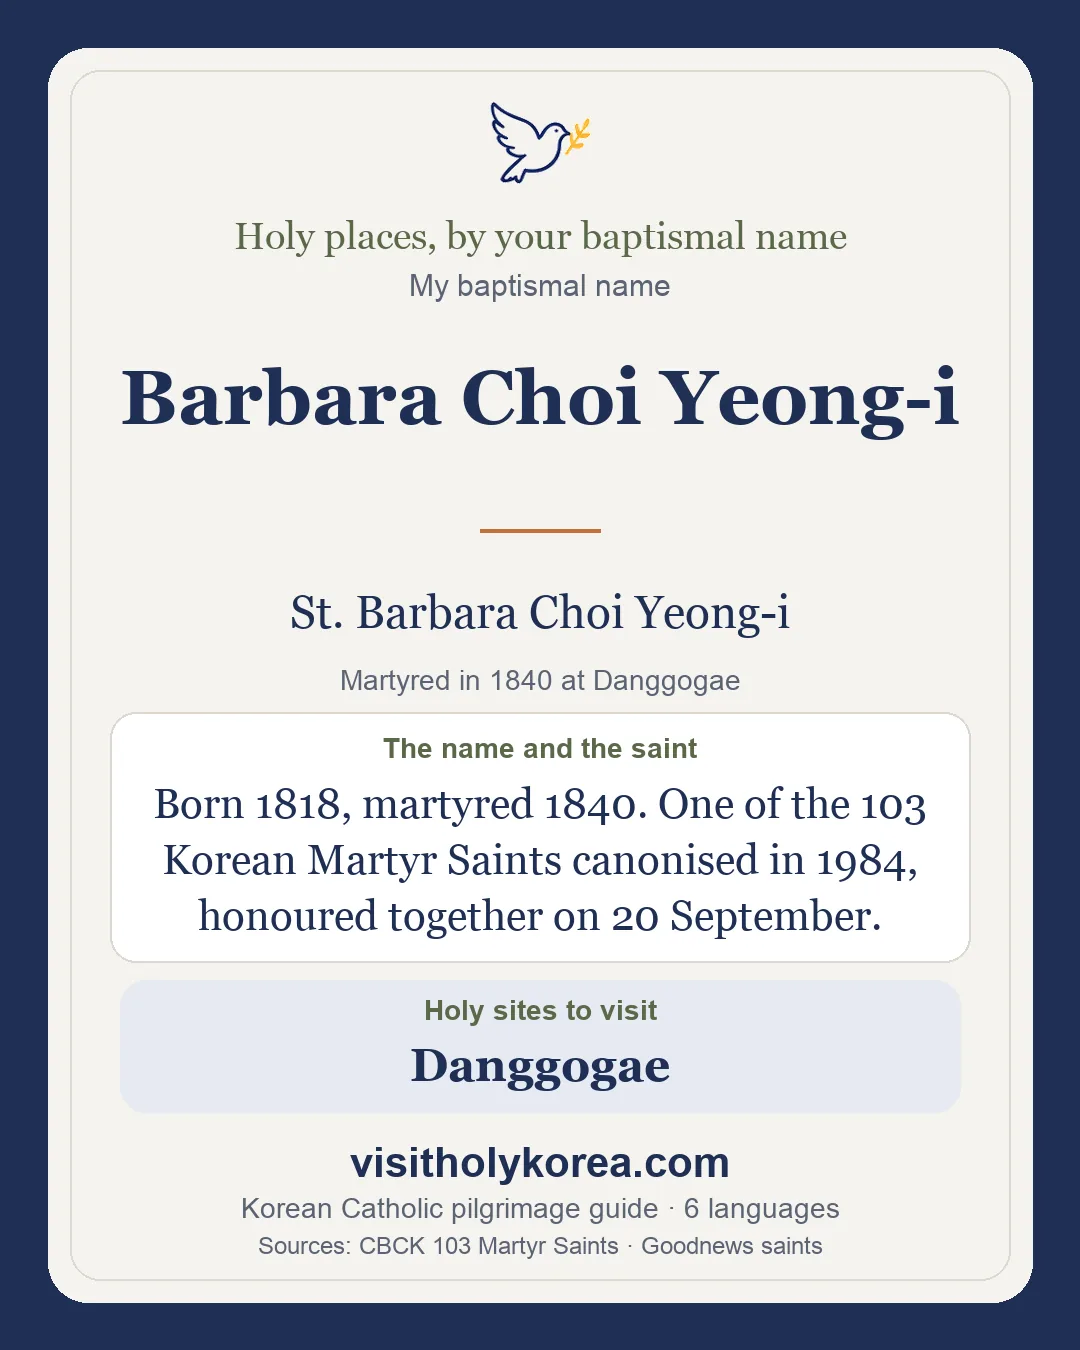 Holy places, by your baptismal name
My baptismal name
Barbara Choi Yeong-i
St. Barbara Choi Yeong-i
Martyred in 1840 at Danggogae
The name and the saint
Born 1818, martyred 1840. One of the 103
Korean Martyr Saints canonised in 1984,
honoured together on 20 September.
Holy sites to visit
Danggogae
visitholykorea.com
Korean Catholic pilgrimage guide · 6 languages
Sources: CBCK 103 Martyr Saints · Goodnews saints